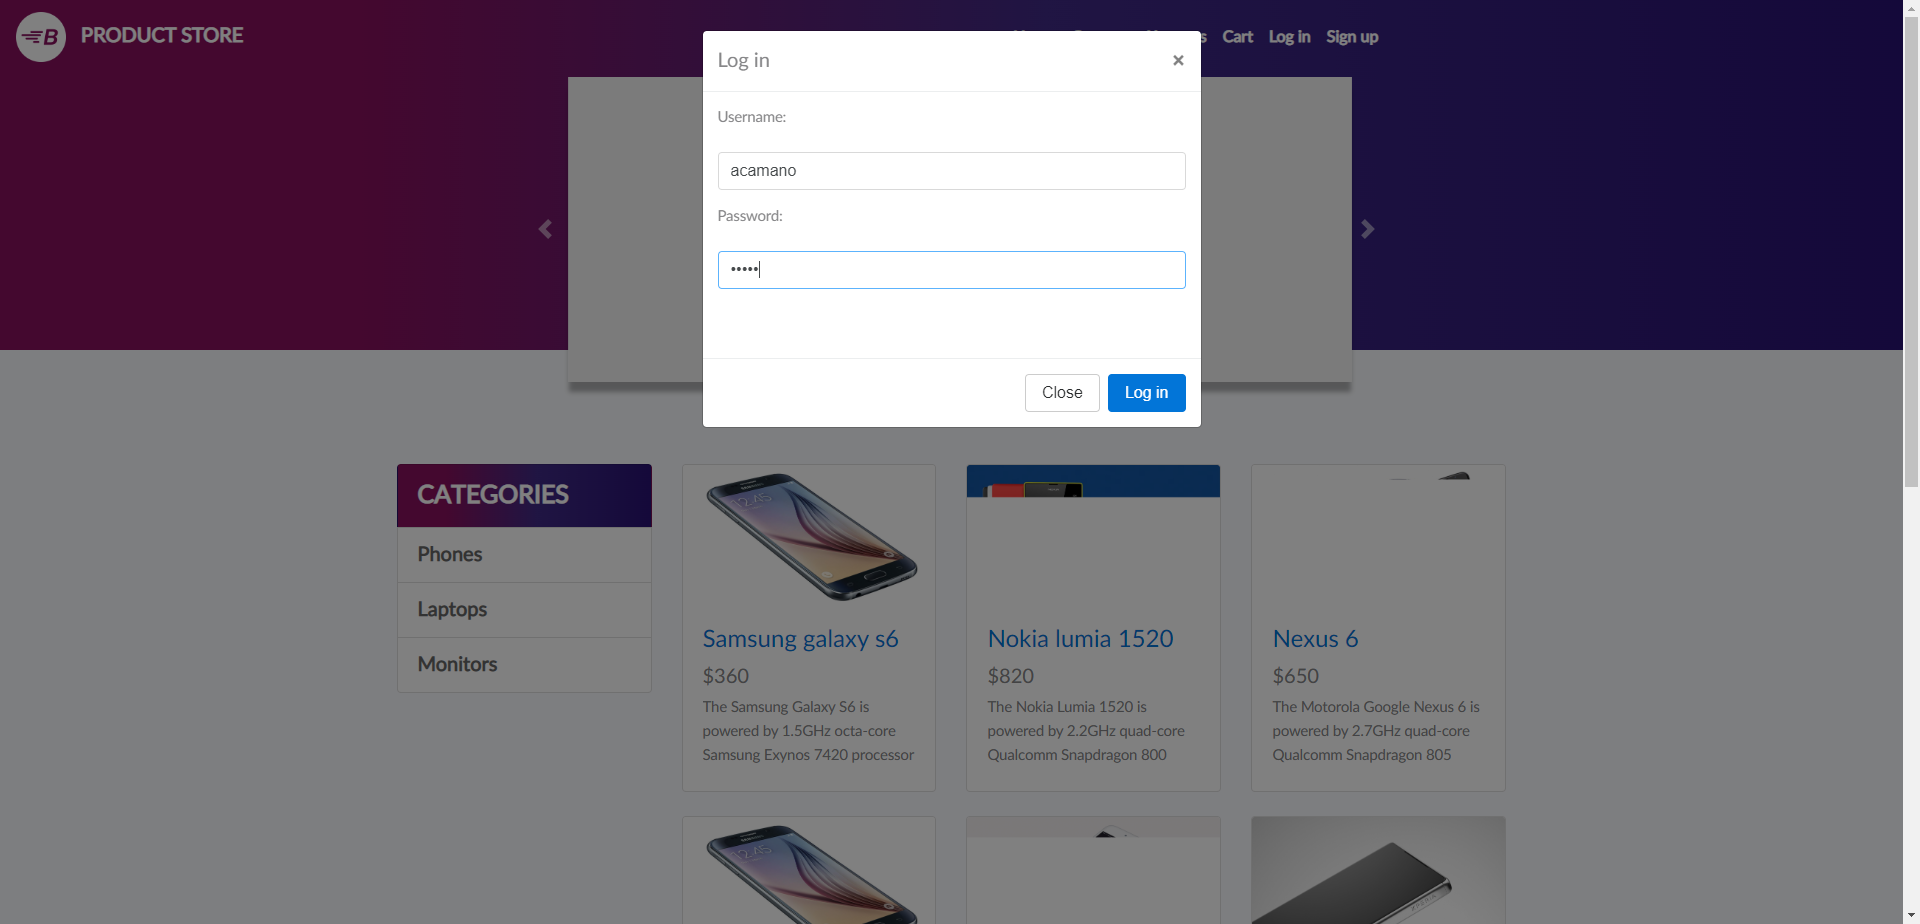 B PRODUCT STORE
Cart Log in Sign up
Log in ×
Username:
acamano
Password:
•••••
Close Log in
CATEGORIES
Phones
Laptops
Monitors
Samsung galaxy s6
$360
The Samsung Galaxy S6 is
powered by 1.5GHz octa-core
Samsung Exynos 7420 processor
Nokia lumia 1520
$820
The Nokia Lumia 1520 is
powered by 2.2GHz quad-core
Qualcomm Snapdragon 800
Nexus 6
$650
The Motorola Google Nexus 6 is
powered by 2.7GHz quad-core
Qualcomm Snapdragon 805